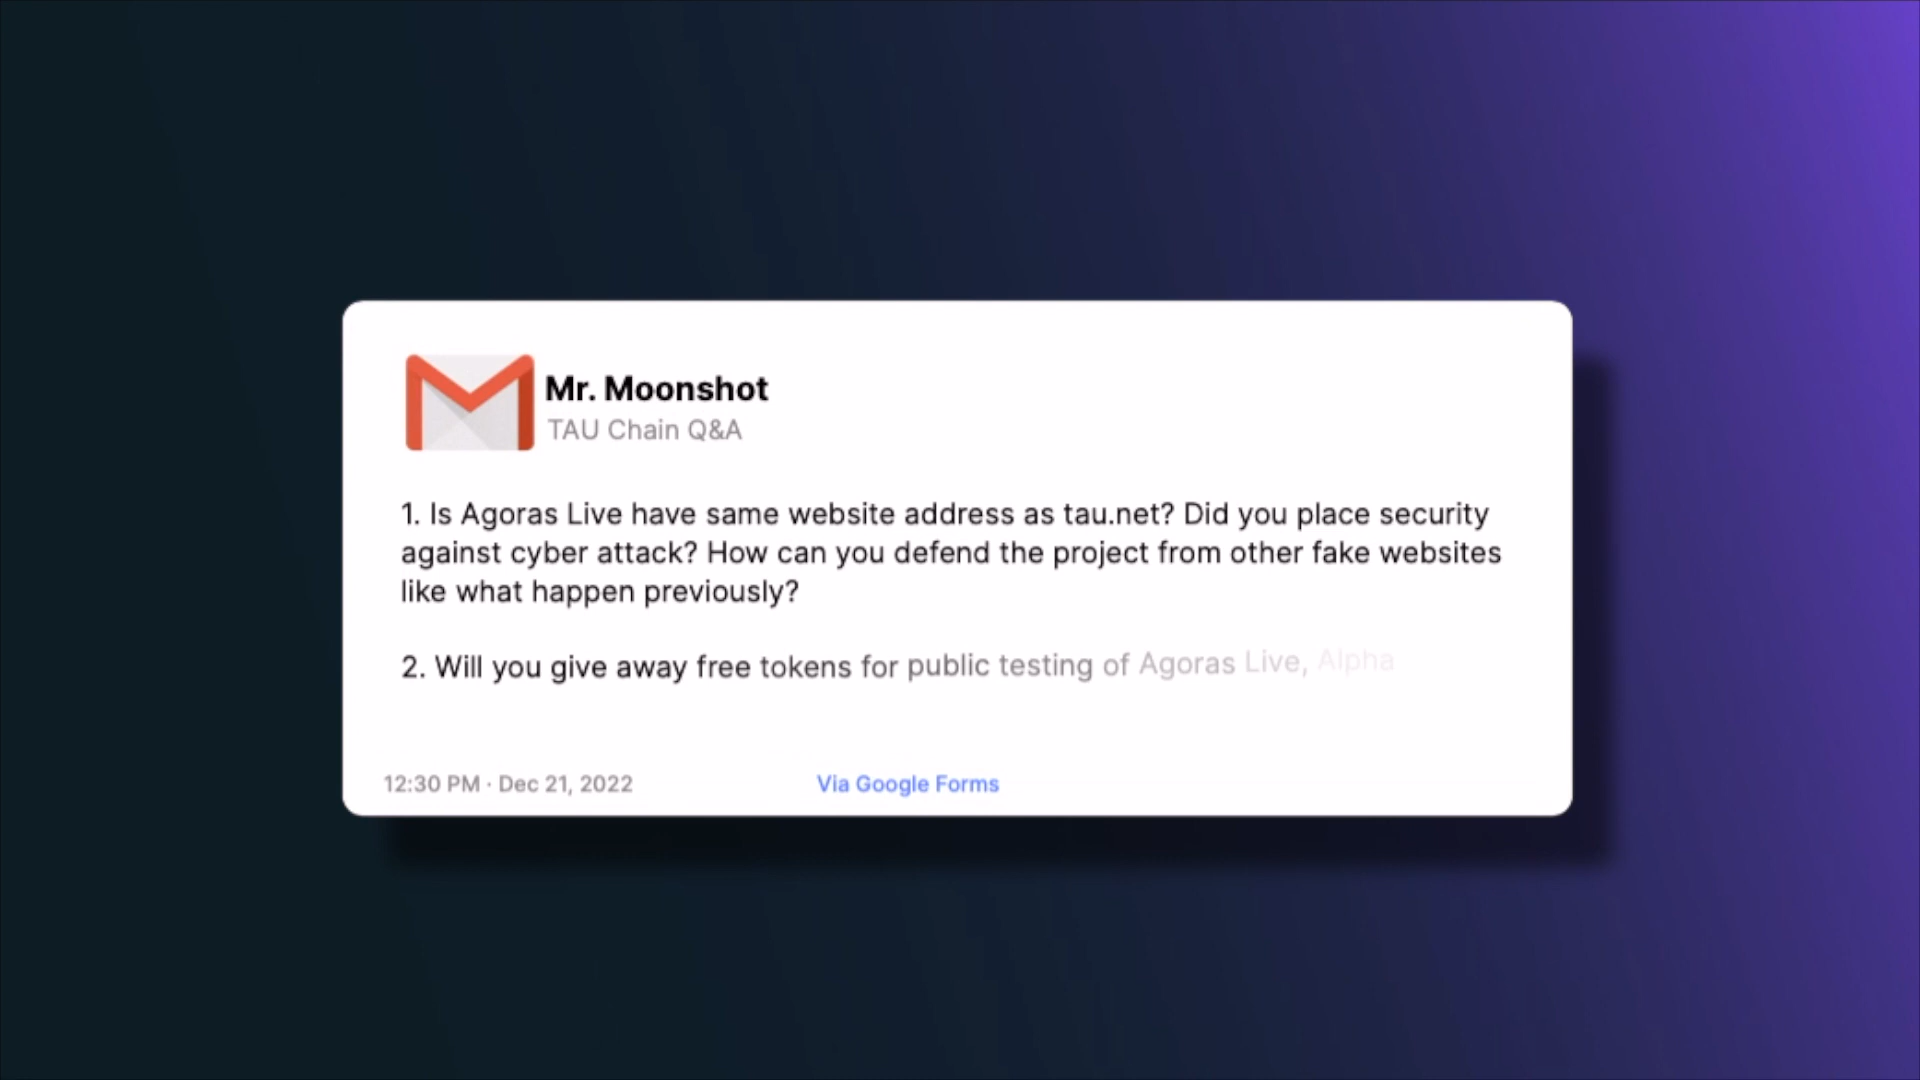 Mr. Moonshot
TAU Chain Q&A
1. Is Agoras Live have same website address as tau.net? Did you place security
against cyber attack? How can you defend the project from other fake websites
like what happen previously?
2. Will you give away free tokens for public testing of Agoras Live, Alpha
12:30 PM · Dec 21, 2022
Via Google Forms